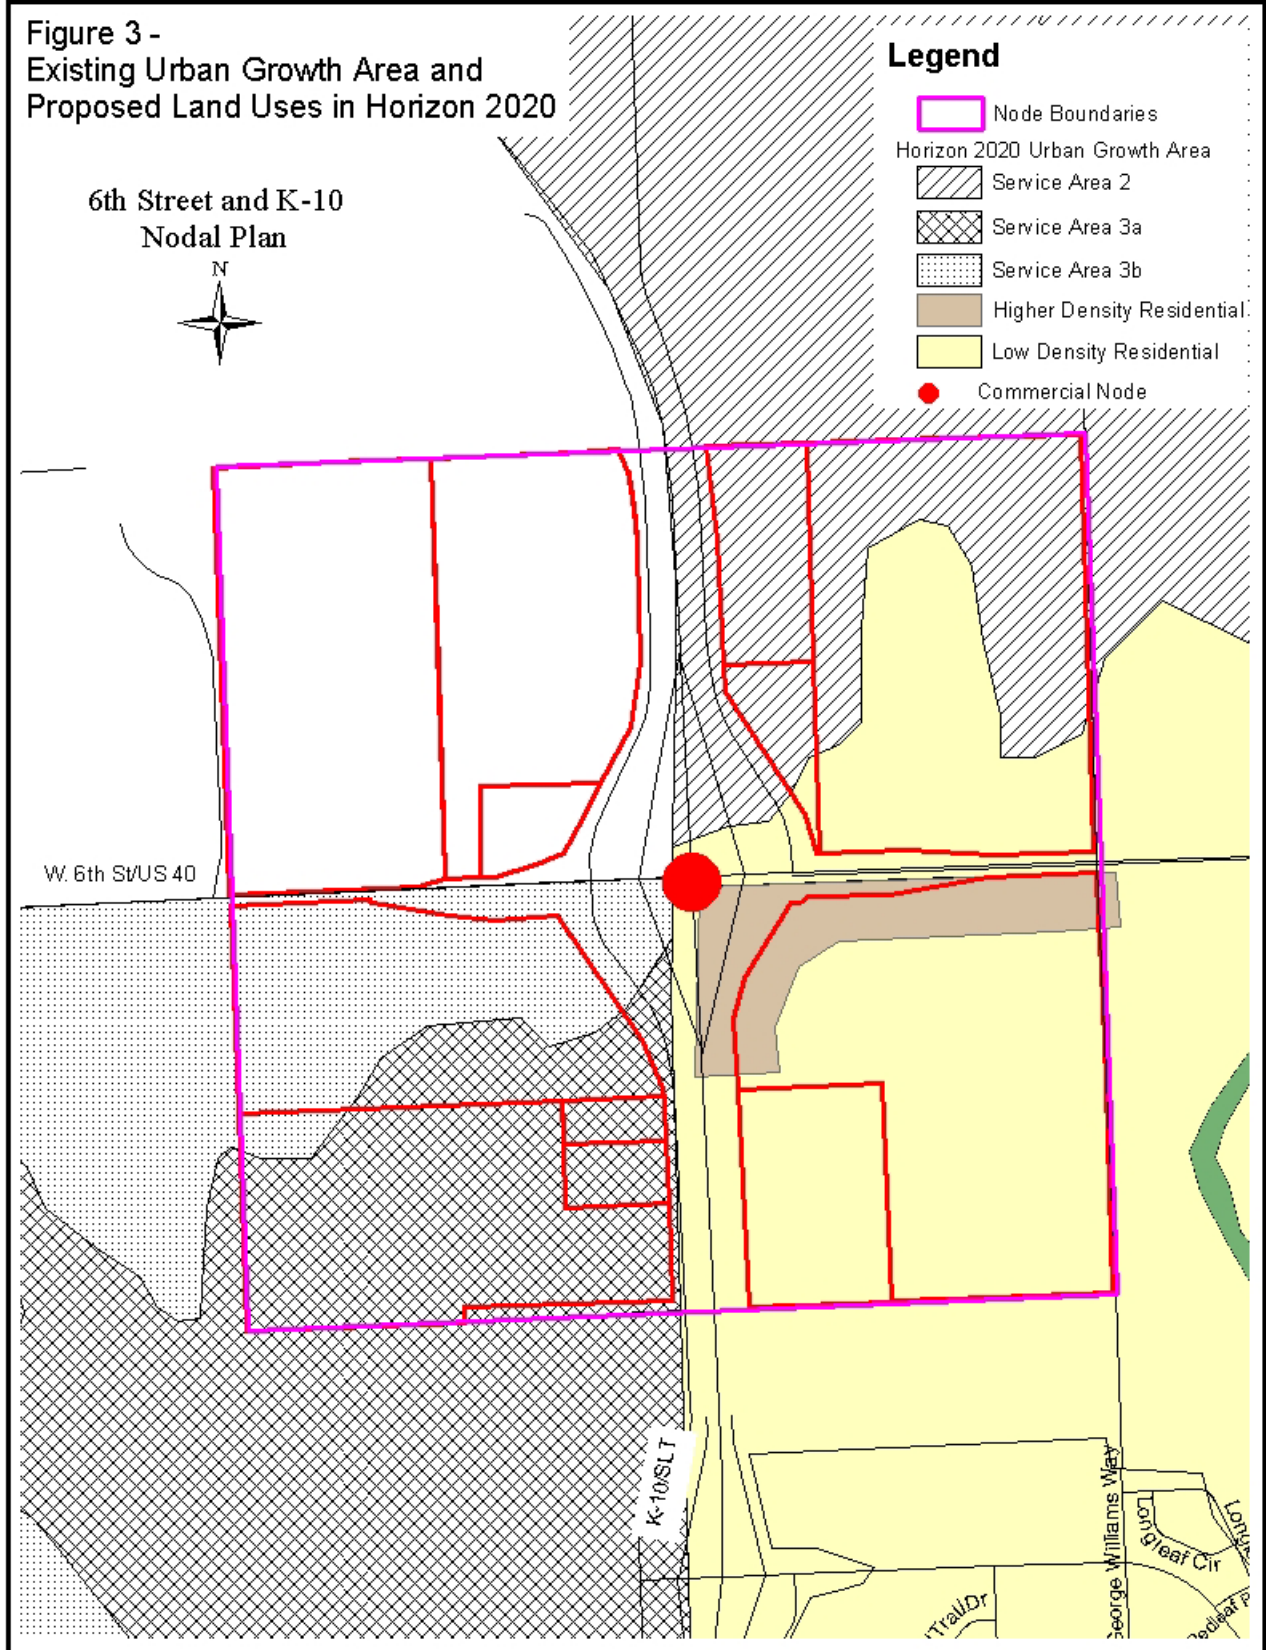 Figure 3 -
Existing Urban Growth Area and
Proposed Land Uses in Horizon 2020
6th Street and K-10
Nodal Plan
N
Legend
Node Boundaries
Horizon 2020 Urban Growth Area
Service Area 2
Service Area 3a
Service Area 3b
Higher Density Residential
Low Density Residential
Commercial Node
W. 6th St/US 40
K-10/SLT
George Williams Way
Longleaf Cir
Trail Dr